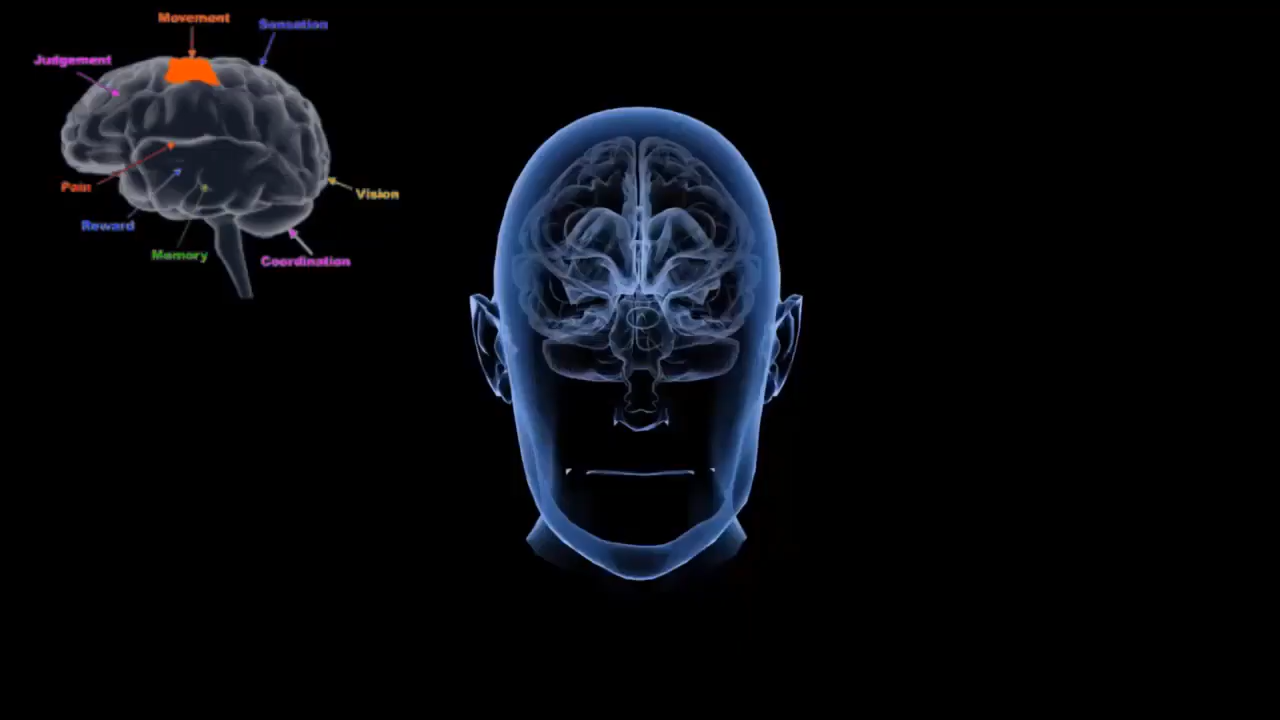 Movement
Sensation
Judgement
Pain
Vision
Reward
Memory
Coordination